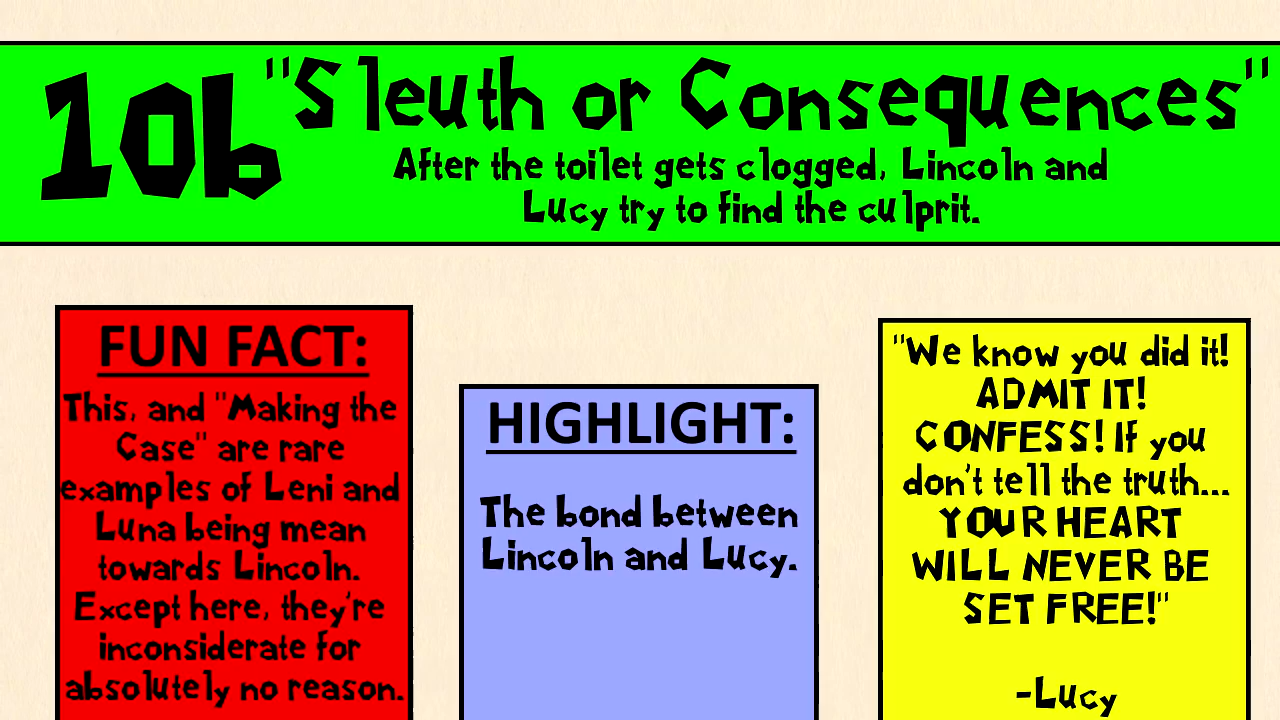 10b "Sleuth or Consequences"
After the toilet gets clogged, Lincoln and
Lucy try to find the culprit.
FUN FACT:
This, and "Making the
Case" are rare
examples of Leni and
Luna being mean
towards Lincoln.
Except here, they're
inconsiderate for
absolutely no reason.
HIGHLIGHT:
The bond between
Lincoln and Lucy.
"We know you did it!
ADMIT IT!
CONFESS! If you
don't tell the truth...
YOUR HEART
WILL NEVER BE
SET FREE!"
-Lucy